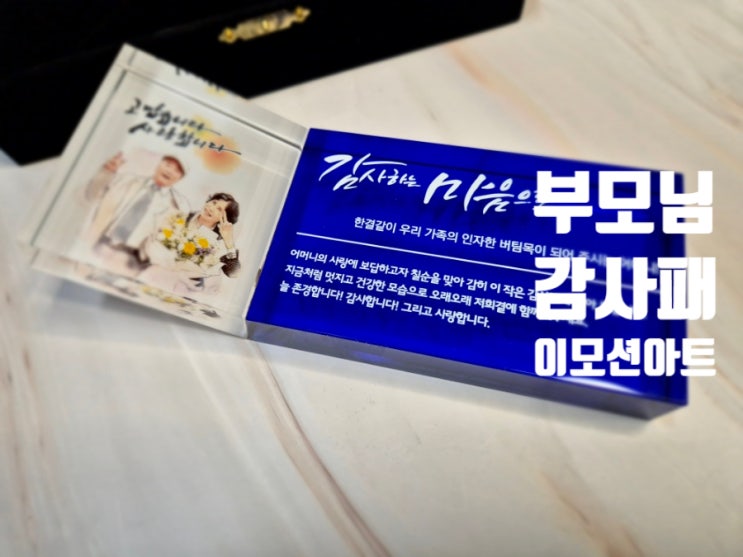 고맙습니다
사랑합니다
감사하는 마음으
한결같이 우리 가족의 인자한 버팀목이 되어
어머니의 사랑에 보답하고자 칠순을 맞아 감히 이 작은
지금처럼 멋지고 건강한 모습으로 오래오래 저희곁에
늘 존경합니다! 감사합니다! 그리고 사랑합니다.
부모님
감사패
이모션아트